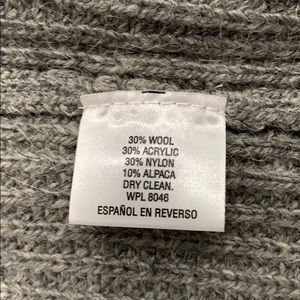 30% WOOL
30% ACRYLIC
30% NYLON
10% ALPACA
DRY CLEAN.
WPL 8046
ESPAÑOL EN REVERSO